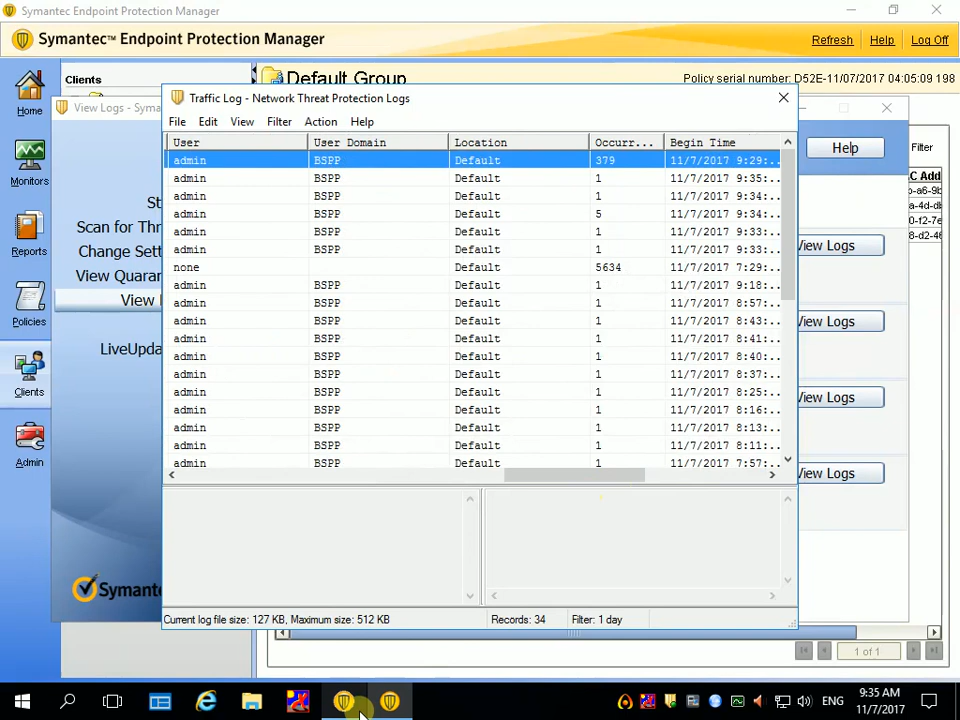 Symantec Endpoint Protection Manager
Symantec™ Endpoint Protection Manager
Refresh Help Log Off
Clients
Default Group
Policy serial number: D52E-11/07/2017 04:05:09 198
Home
Monitors
Reports
Policies
Clients
Admin
View Logs - Syma
Scan for Thr
Change Sett
View Quaran
View
LiveUpda
Symante
Help
Filter
C Add
View Logs
View Logs
View Logs
View Logs
1 of 1
Traffic Log - Network Threat Protection Logs
File Edit View Filter Action Help
User User Domain Location Occurr... Begin Time
admin BSPP Default 379 11/7/2017 9:29:..
admin BSPP Default 1 11/7/2017 9:35:..
admin BSPP Default 1 11/7/2017 9:34:..
admin BSPP Default 5 11/7/2017 9:34:..
admin BSPP Default 1 11/7/2017 9:33:..
admin BSPP Default 1 11/7/2017 9:33:..
none Default 5634 11/7/2017 7:29:..
admin BSPP Default 1 11/7/2017 9:18:..
admin BSPP Default 1 11/7/2017 8:57:..
admin BSPP Default 1 11/7/2017 8:43:..
admin BSPP Default 1 11/7/2017 8:41:..
admin BSPP Default 1 11/7/2017 8:40:..
admin BSPP Default 1 11/7/2017 8:37:..
admin BSPP Default 1 11/7/2017 8:25:..
admin BSPP Default 1 11/7/2017 8:16:..
admin BSPP Default 1 11/7/2017 8:13:..
admin BSPP Default 1 11/7/2017 8:11:..
admin BSPP Default 1 11/7/2017 7:57:..
Current log file size: 127 KB, Maximum size: 512 KB Records: 34 Filter: 1 day
ENG
9:35 AM
11/7/2017